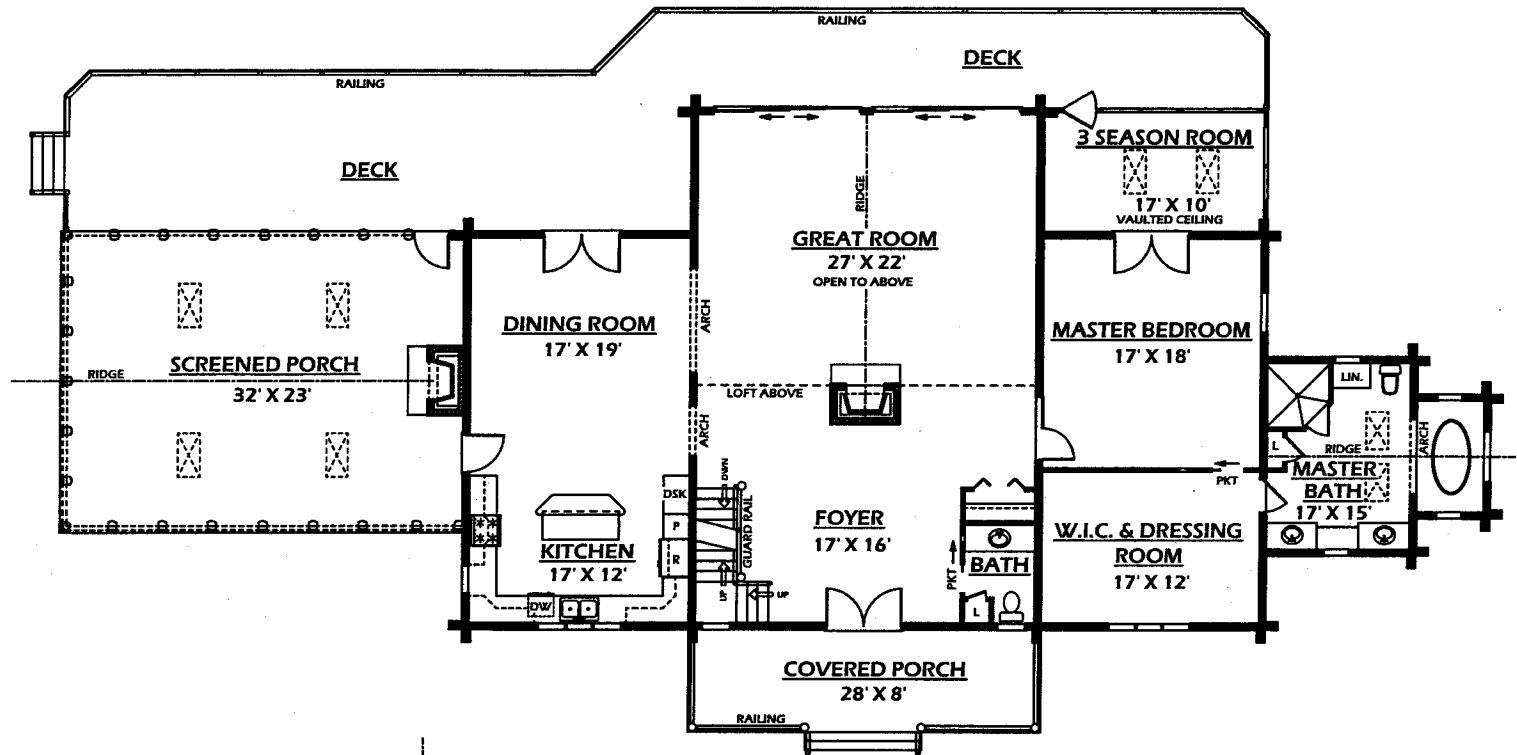 RAILING
DECK
RAILING
3 SEASON ROOM
17' X 10'
VAULTED CEILING
DECK
RIDGE
GREAT ROOM
27' X 22'
OPEN TO ABOVE
ARCH
DINING ROOM
17' X 19'
MASTER BEDROOM
17' X 18'
SCREENED PORCH
32' X 23'
RIDGE
LOFT ABOVE
LIN.
ARCH
ARCH
L
RIDGE
MASTER
BATH
17' X 15'
PKT
DWN
DSK
P
R
GUARD RAIL
UP
UP
FOYER
17' X 16'
KITCHEN
17' X 12'
DW
PKT
BATH
L
W.I.C. & DRESSING
ROOM
17' X 12'
COVERED PORCH
28' X 8'
RAILING